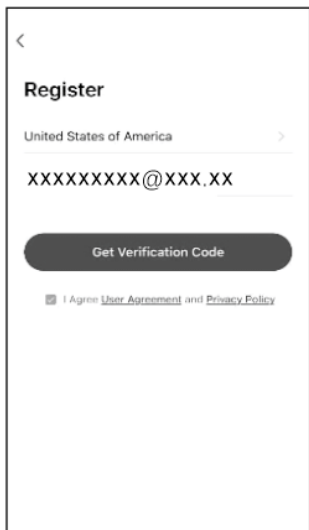 Register
United States of America
xxxxxxxxx@xxx.xx
Get Verification Code
I Agree User Agreement and Privacy Policy